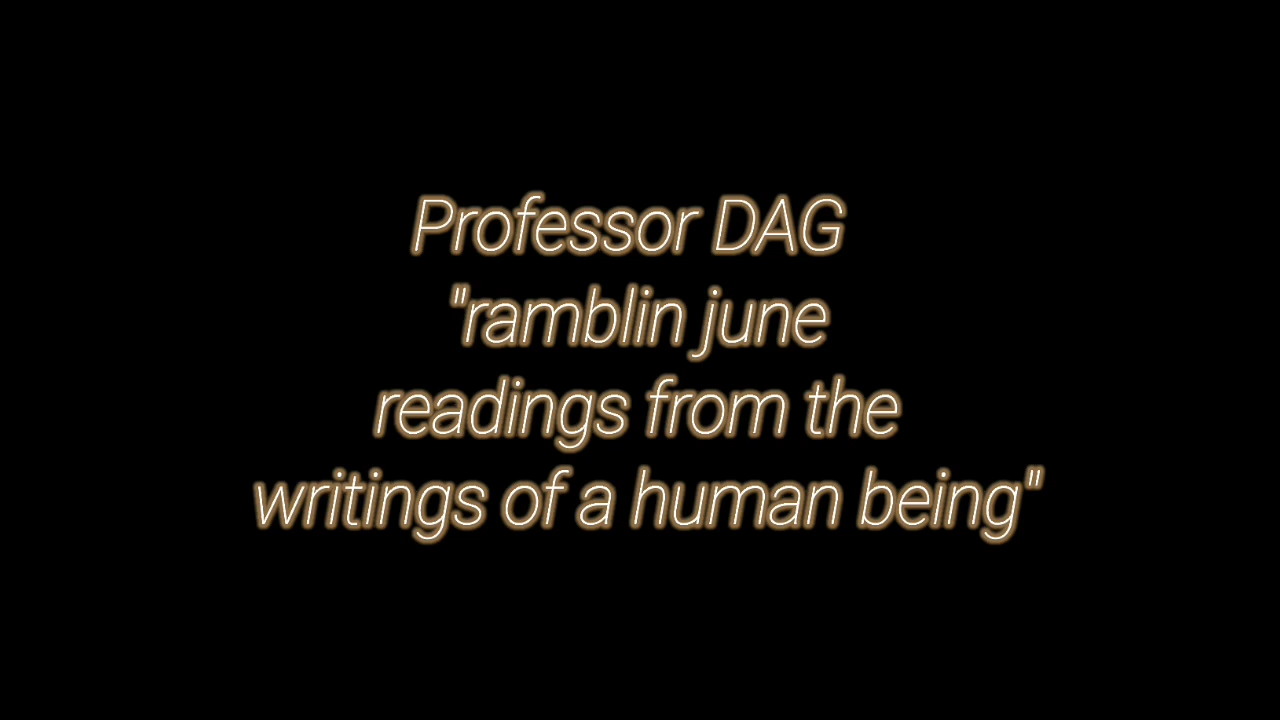 Professor DAG
"ramblin june
readings from the
writings of a human being"